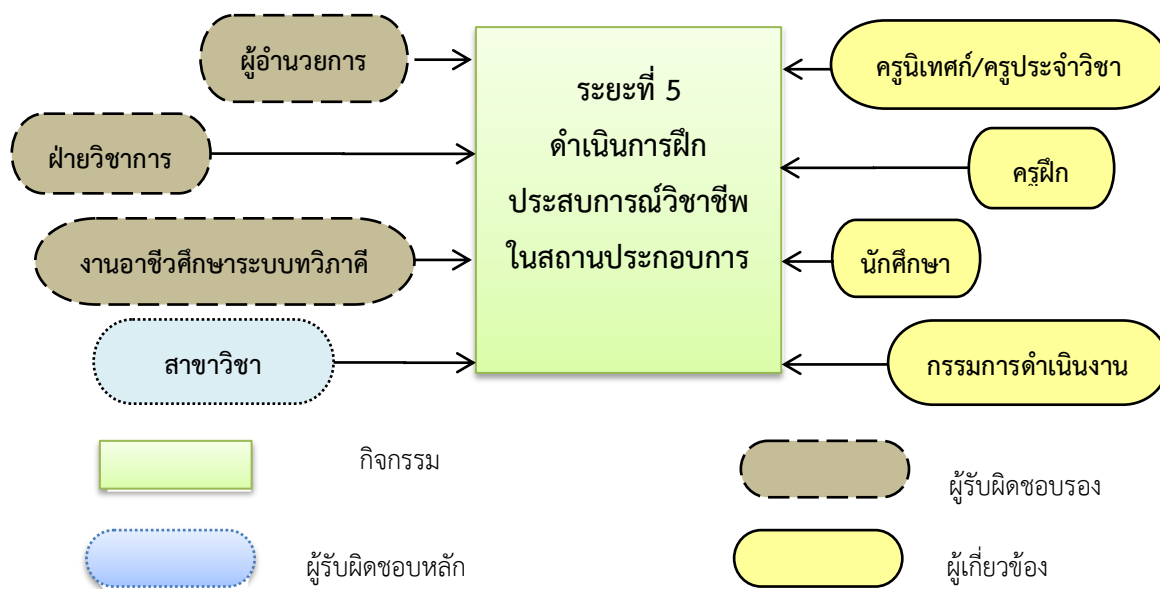 ผู้อำนวยการ
ฝ่ายวิชาการ
งานอาชีวศึกษาระบบทวิภาคี
สาขาวิชา
ระยะที่ 5
ดำเนินการฝึก
ประสบการณ์วิชาชีพ
ในสถานประกอบการ
ครูนิเทศก์/ครูประจำวิชา
ครูฝึก
นักศึกษา
กรรมการดำเนินงาน
กิจกรรม
ผู้รับผิดชอบรอง
ผู้รับผิดชอบหลัก
ผู้เกี่ยวข้อง